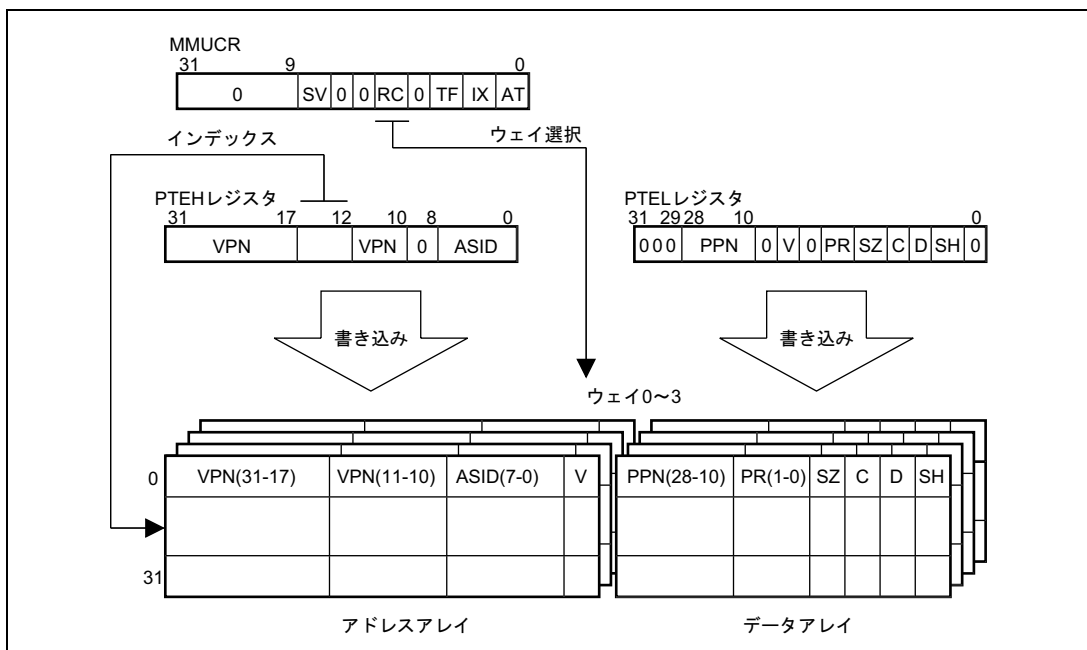 MMUCR
31 9 0
0 SV 0 0 RC 0 TF IX AT
インデックス ウェイ選択
PTEHレジスタ PTELレジスタ
31 17 12 10 8 0 31 29 28 10 0
VPN VPN 0 ASID 0 0 0 PPN 0 V 0 PR SZ C D SH 0
書き込み 書き込み
ウェイ0～3
0 VPN(31-17) VPN(11-10) ASID(7-0) V PPN(28-10) PR(1-0) SZ C D SH
31
アドレスアレイ データアレイ